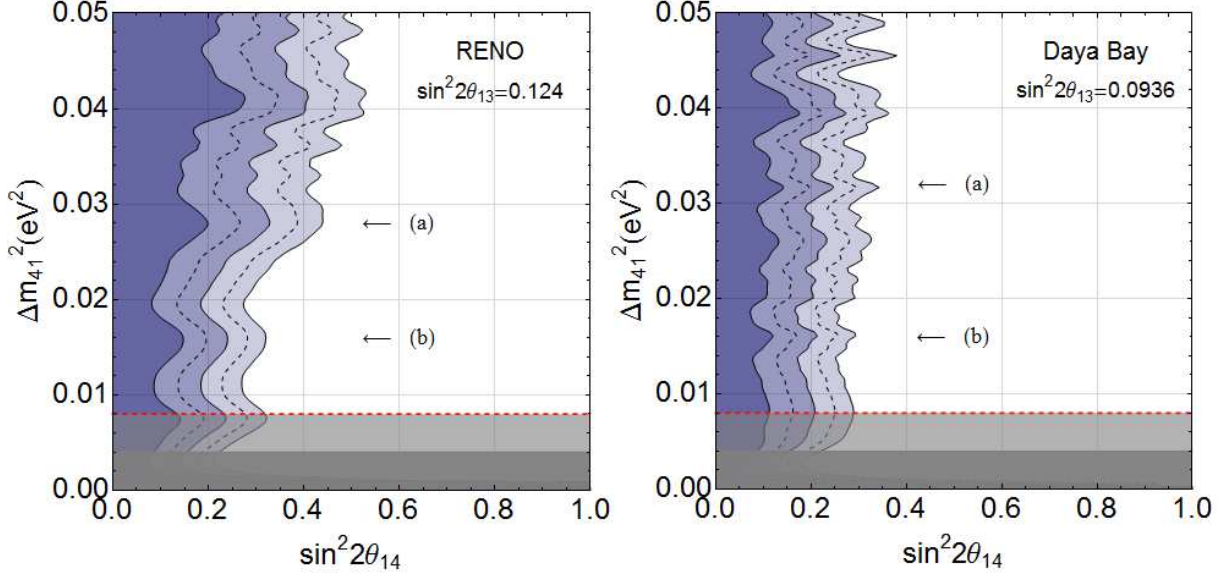 RENO
sin²2θ₁₃=0.124
(a)
(b)
0.05
0.04
0.03
0.02
0.01
0.00
Δm₄₁²(eV²)
0.0 0.2 0.4 0.6 0.8 1.0
sin²2θ₁₄
Daya Bay
sin²2θ₁₃=0.0936
(a)
(b)
0.05
0.04
0.03
0.02
0.01
0.00
Δm₄₁²(eV²)
0.0 0.2 0.4 0.6 0.8 1.0
sin²2θ₁₄